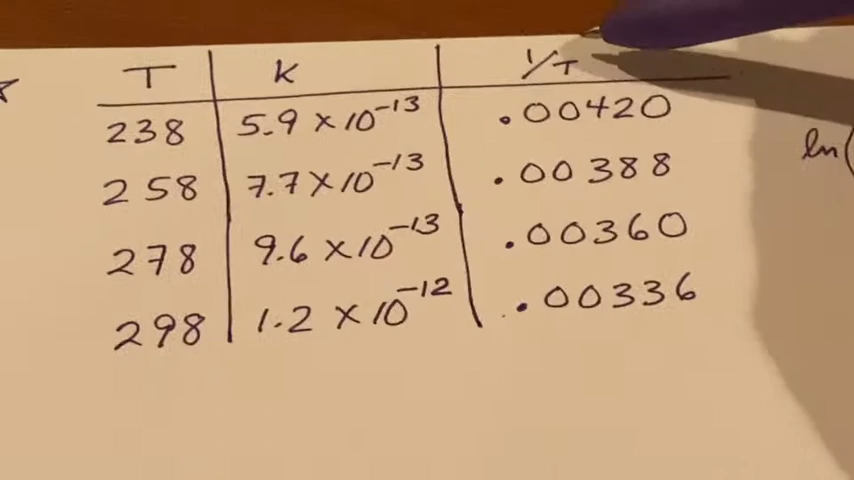 T K 1/T
238 5.9 × 10⁻¹³ .00420
258 7.7 × 10⁻¹³ .00388
278 9.6 × 10⁻¹³ .00360
298 1.2 × 10⁻¹² .00336
ln(